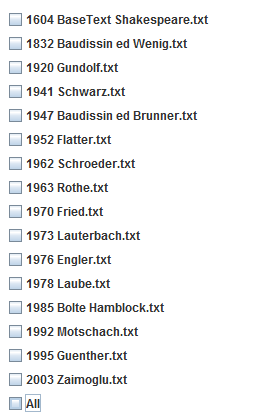 1604 BaseText Shakespeare.txt
1832 Baudissin ed Wenig.txt
1920 Gundolf.txt
1941 Schwarz.txt
1947 Baudissin ed Brunner.txt
1952 Flatter.txt
1962 Schroeder.txt
1963 Rothe.txt
1970 Fried.txt
1973 Lauterbach.txt
1976 Engler.txt
1978 Laube.txt
1985 Bolte Hamblock.txt
1992 Motschach.txt
1995 Guenther.txt
2003 Zaimoglu.txt
All